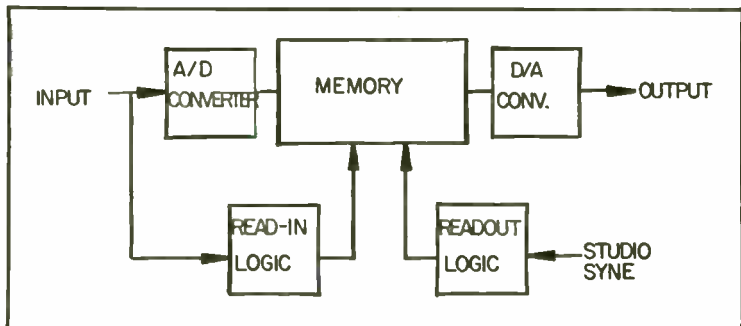 A/D
CONVERTER
MEMORY
D/A
CONV.
INPUT
OUTPUT
READ-IN
LOGIC
READOUT
LOGIC
STUDIO
SYNE